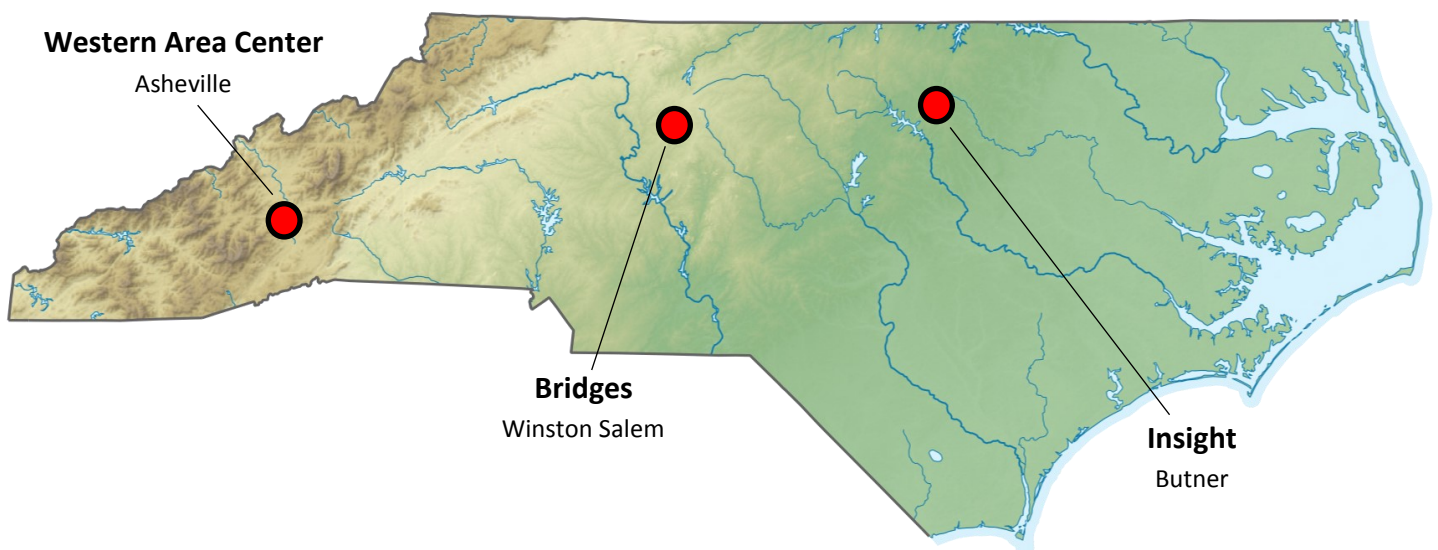 Western Area Center
Asheville
Bridges
Winston Salem
Insight
Butner